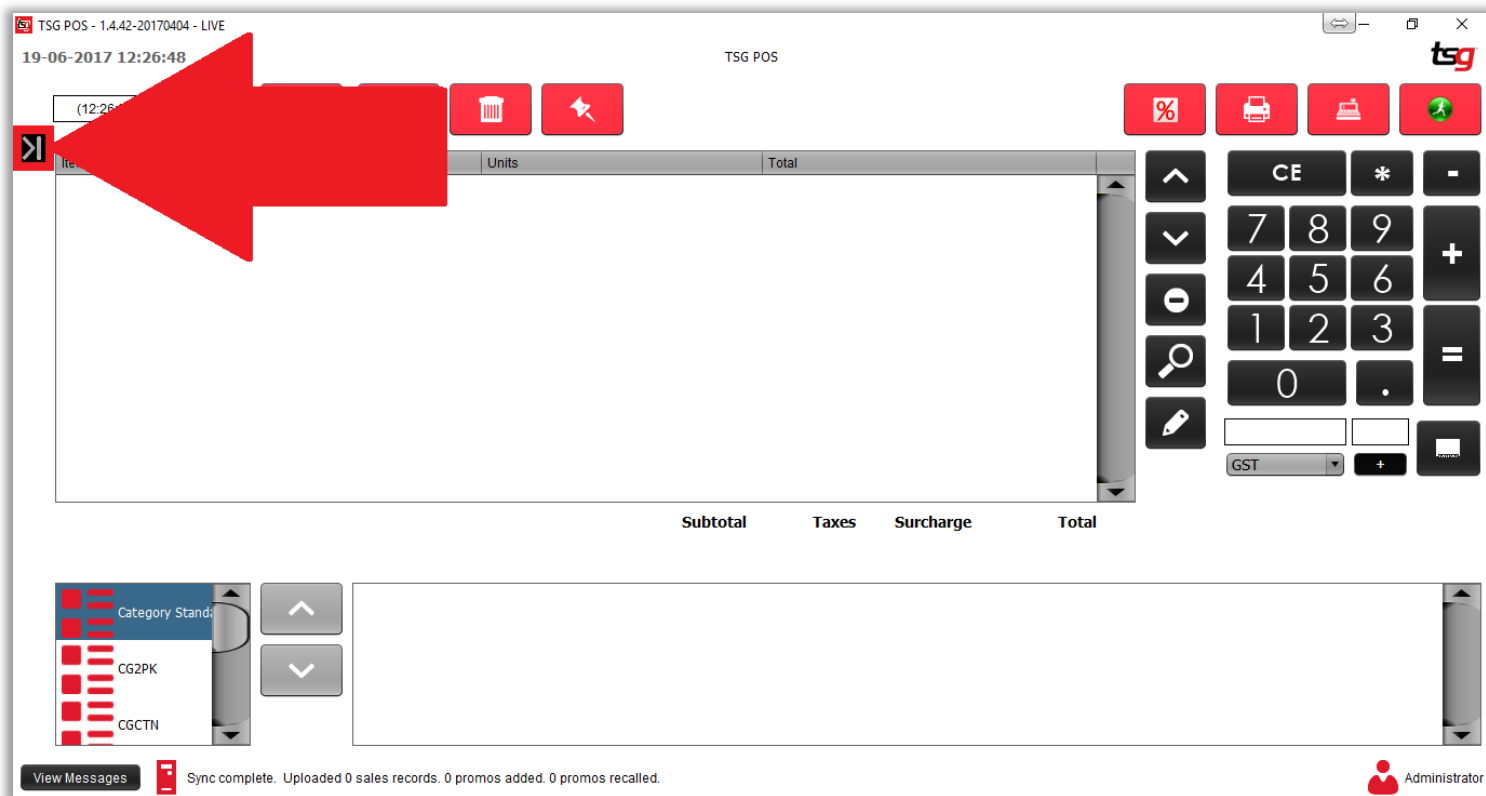 TSG POS - 1.4.42-20170404 - LIVE
19-06-2017 12:26:48
TSG POS
tsg
(12:26:
%
Units
Total
CE * -
7 8 9
+
4 5 6
1 2 3
=
0 .
GST
+
Subtotal Taxes Surcharge Total
Category Standa
CG2PK
CGCTN
View Messages
Sync complete. Uploaded 0 sales records. 0 promos added. 0 promos recalled.
Administrator